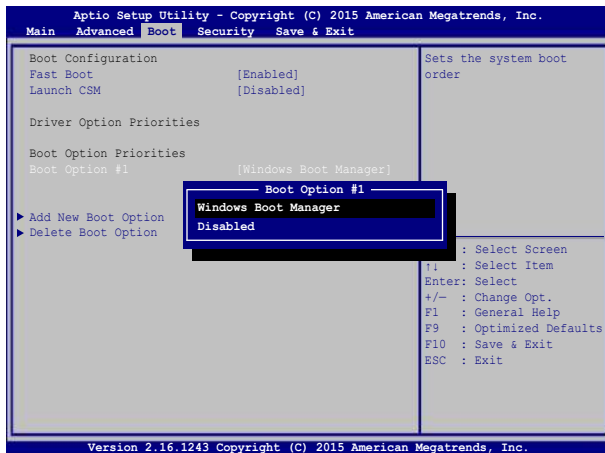 Aptio Setup Utility - Copyright (C) 2015 American Megatrends, Inc.
Main Advanced Boot Security Save & Exit
Boot Configuration
Fast Boot [Enabled]
Launch CSM [Disabled]
Driver Option Priorities
Boot Option Priorities
Boot Option #1 [Windows Boot Manager]
Add New Boot Option
Delete Boot Option
Boot Option #1
Windows Boot Manager
Disabled
Sets the system boot
order
: Select Screen
↑↓ : Select Item
Enter: Select
+/— : Change Opt.
F1 : General Help
F9 : Optimized Defaults
F10 : Save & Exit
ESC : Exit
Version 2.16.1243 Copyright (C) 2015 American Megatrends, Inc.